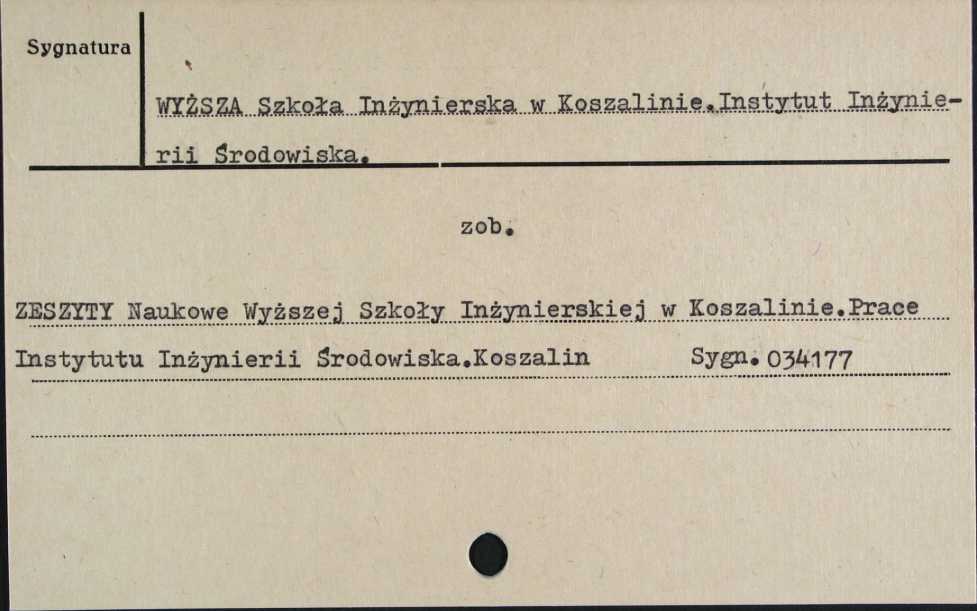 Sygnatura
WYŻSZA Szkoła Inżynierska w Koszalinie.Instytut Inżynie-
rii Środowiska.
zob.
ZESZYTY Naukowe Wyższej Szkoły Inżynierskiej w Koszalinie.Prace
Instytutu Inżynierii Środowiska.Koszalin Sygn. 034177